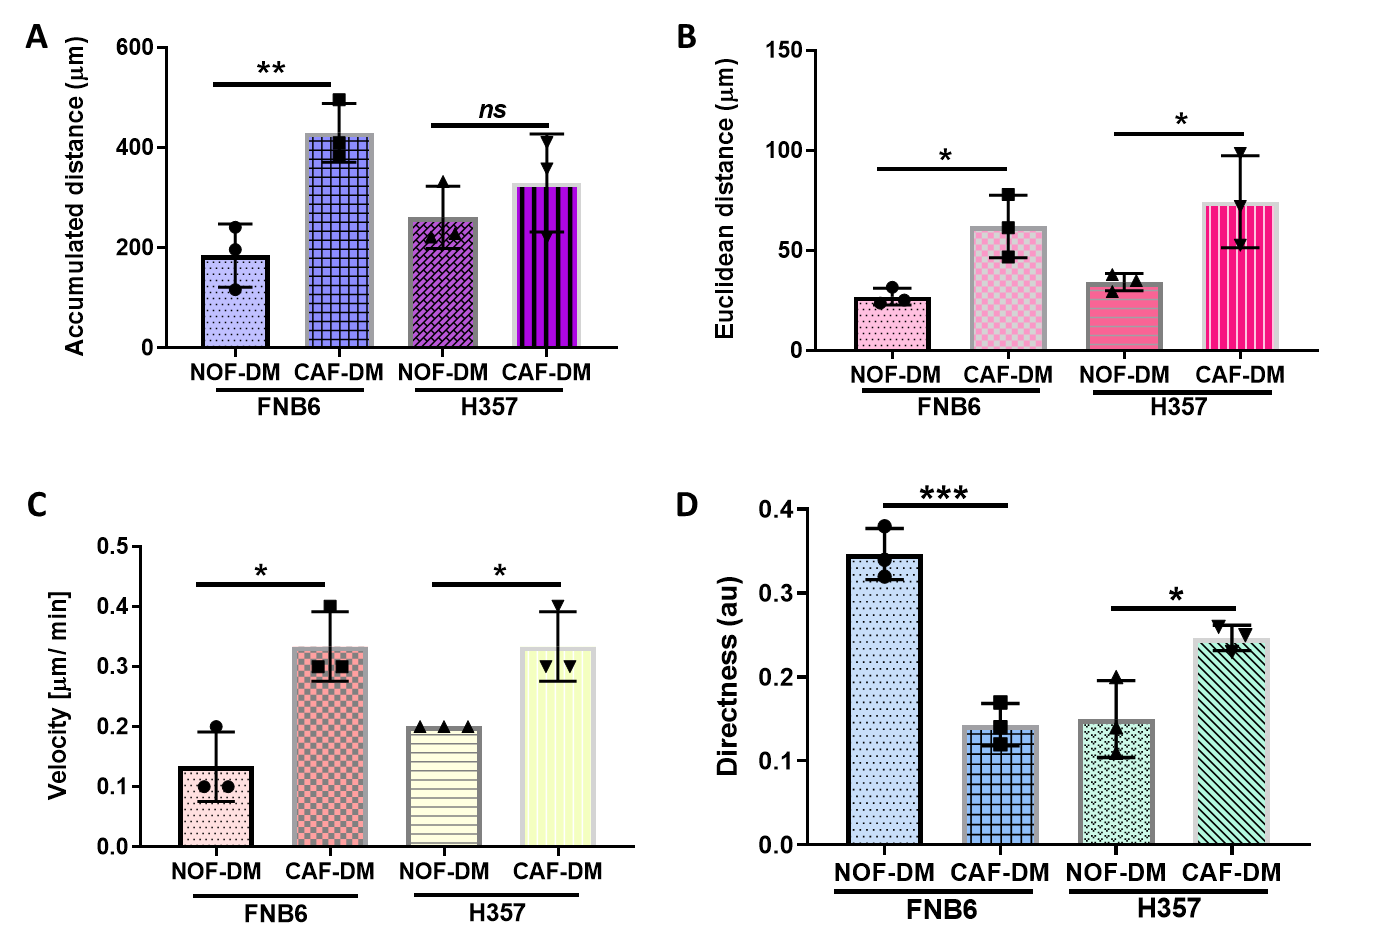 A
Accumulated distance (μm)
600
400
200
0
**
ns
NOF-DM CAF-DM NOF-DM CAF-DM
FNB6 H357
B
Euclidean distance (μm)
150
100
50
0
*
*
NOF-DM CAF-DM NOF-DM CAF-DM
FNB6 H357
C
Velocity [μm/ min]
0.5
0.4
0.3
0.2
0.1
0.0
*
*
NOF-DM CAF-DM NOF-DM CAF-DM
FNB6 H357
D
Directness (au)
0.4
0.3
0.2
0.1
0.0
***
*
NOF-DM CAF-DM NOF-DM CAF-DM
FNB6 H357